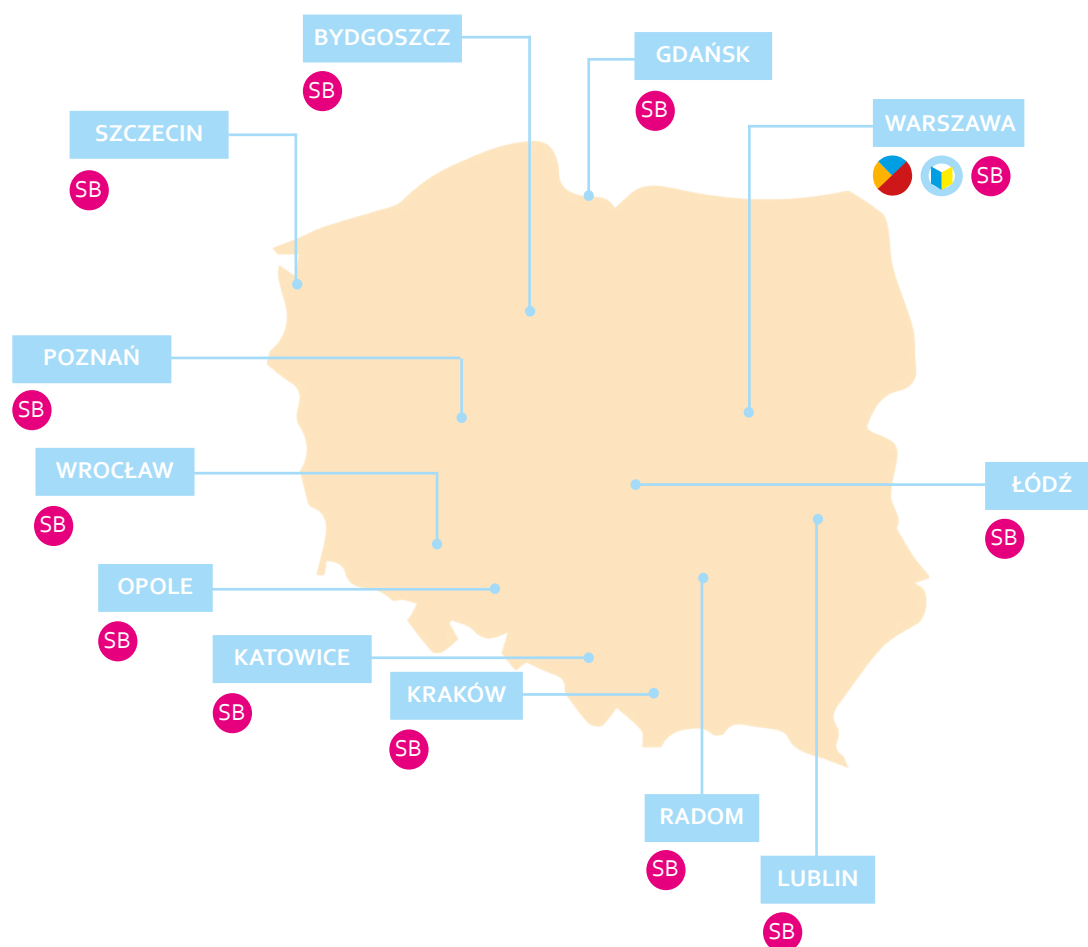 BYDGOSZCZ
SB
GDAŃSK
SB
SZCZECIN
SB
WARSZAWA
SB
POZNAŃ
SB
WROCŁAW
SB
ŁÓDŹ
SB
OPOLE
SB
KATOWICE
SB
KRAKÓW
SB
RADOM
SB
LUBLIN
SB